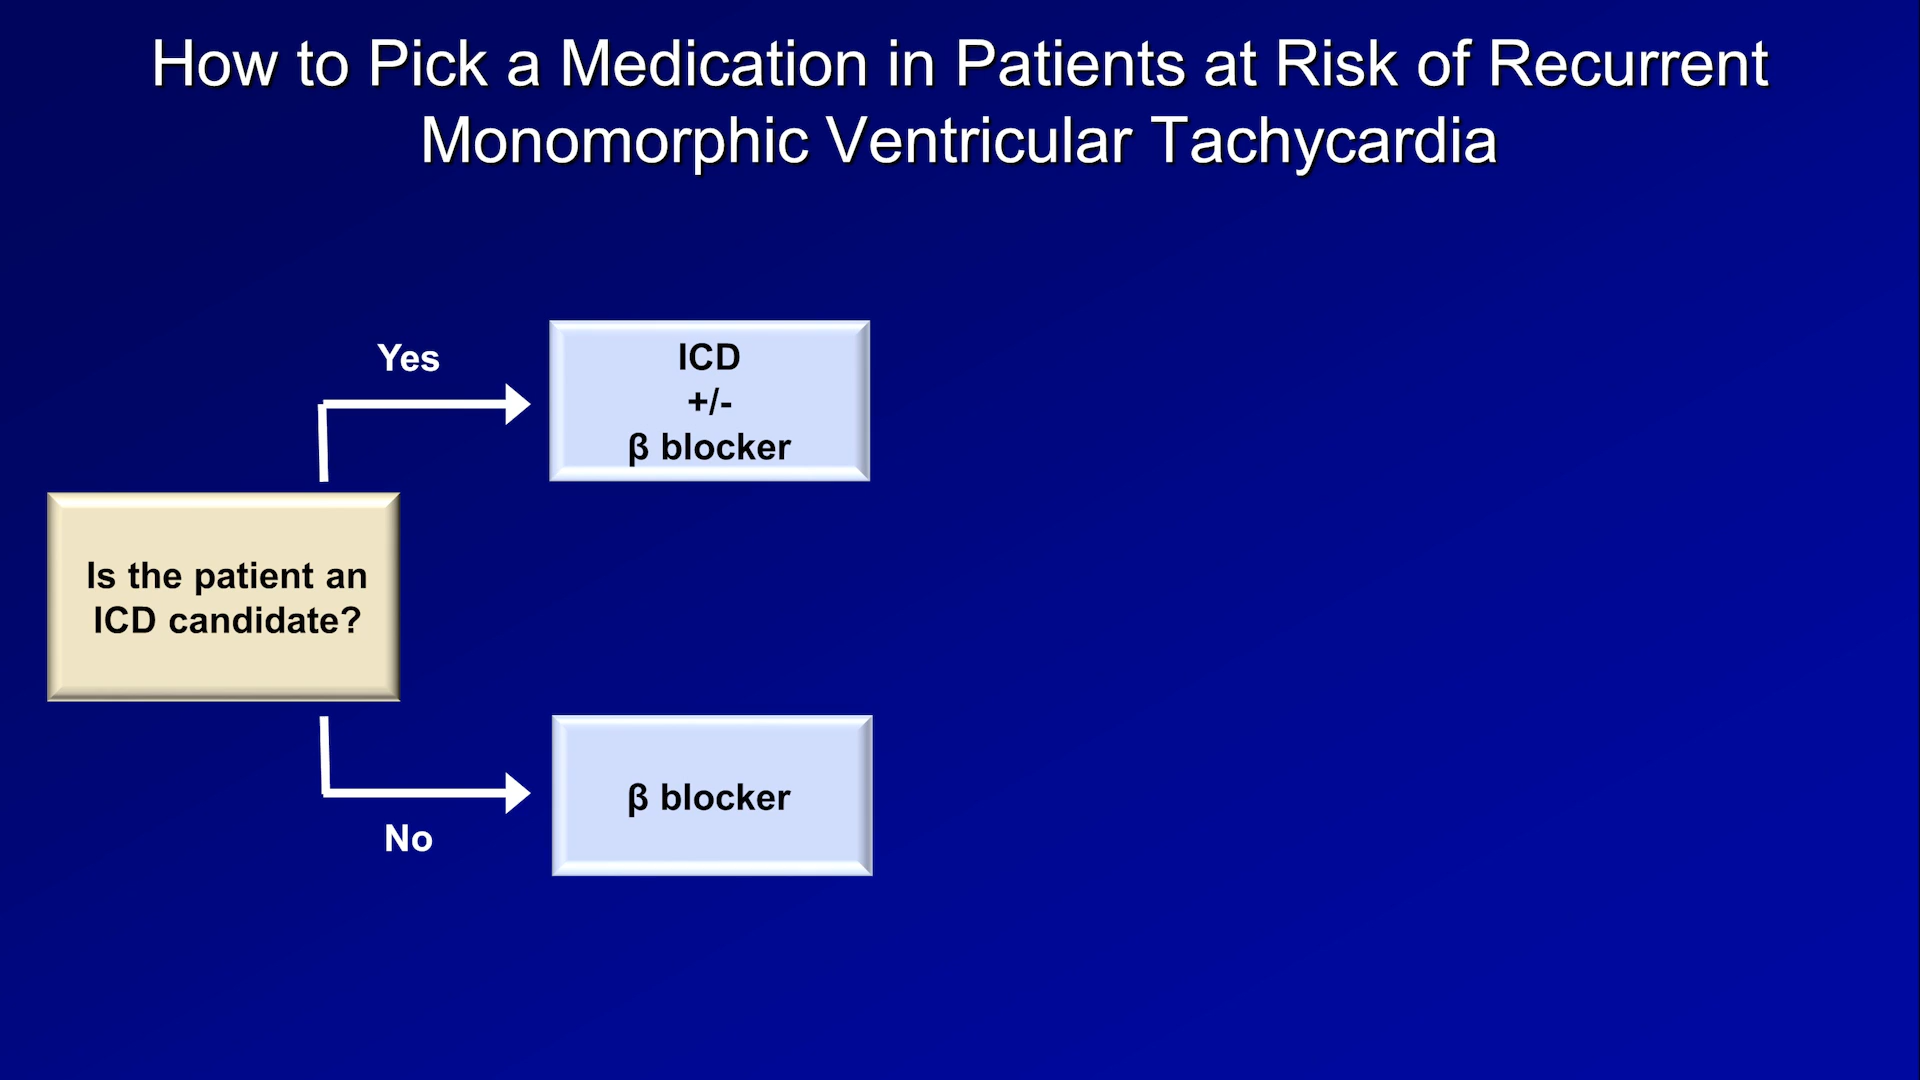 How to Pick a Medication in Patients at Risk of Recurrent
Monomorphic Ventricular Tachycardia
Yes
ICD
+/-
β blocker
Is the patient an
ICD candidate?
β blocker
No